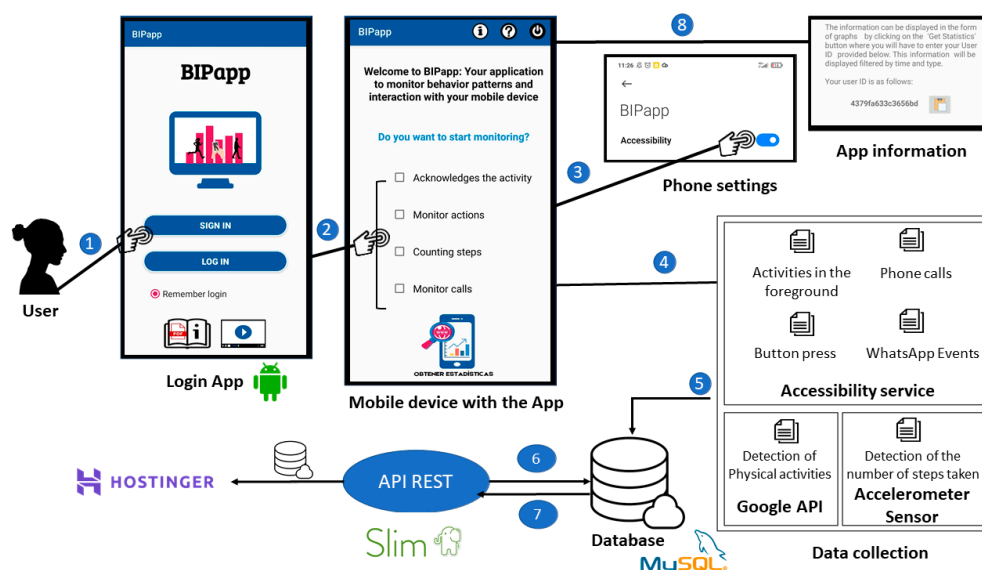 BIPapp
BIPapp
SIGN IN
LOG IN
Remember login
PDF
i
Login App
User
1
2
BIPapp
i ?
Welcome to BIPapp: Your application
to monitor behavior patterns and
interaction with your mobile device
Do you want to start monitoring?
Acknowledges the activity
Monitor actions
Counting steps
Monitor calls
WWW
OBTENER ESTADÍSTICAS
Mobile device with the App
8
3
11:26
BIPapp
Accessibility
Phone settings
The information can be displayed in the form
of graphs by clicking on the 'Get Statistics'
button where you will have to enter your User
ID provided below. This information will be
displayed filtered by time and type.
Your user ID is as follows:
4379fa633c3656bd
App information
4
Activities in the
foreground
Phone calls
Button press
WhatsApp Events
Accessibility service
5
Detection of
Physical activities
Google API
Detection of the
number of steps taken
Accelerometer
Sensor
Data collection
HOSTINGER
API REST
6
7
Slim
Database
MySQL